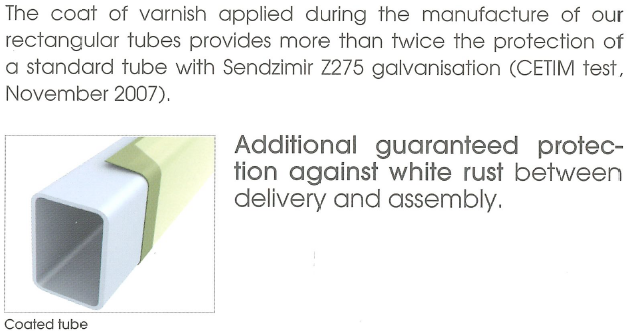 The coat of varnish applied during the manufacture of our
rectangular tubes provides more than twice the protection of
a standard tube with Sendzimir Z275 galvanisation (CETIM test,
November 2007).
Additional guaranteed protec-
tion against white rust between
delivery and assembly.
Coated tube